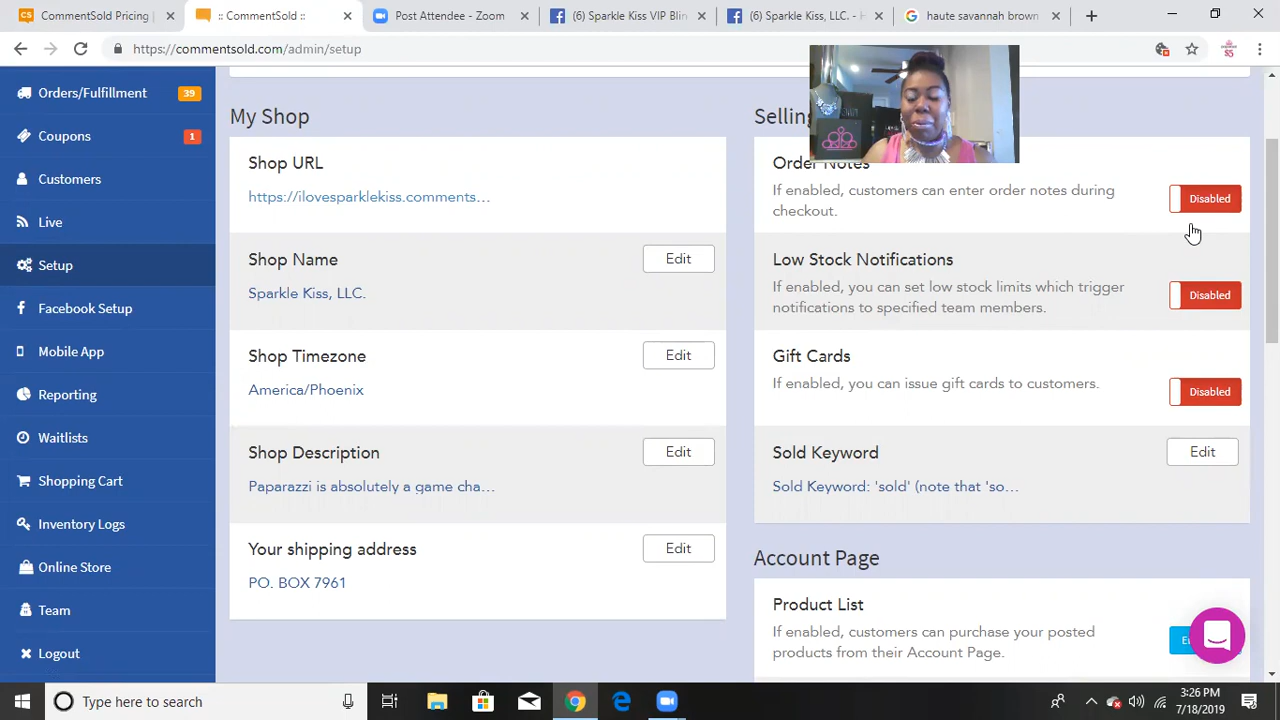 CommentSold Pricing |
:: CommentSold ::
Post Attendee - Zoom
(6) Sparkle Kiss VIP Blin
(6) Sparkle Kiss, LLC. - H
haute savannah brown
https://commentsold.com/admin/setup
$5
Orders/Fulfillment 39
Coupons 1
Customers
Live
Setup
Facebook Setup
Mobile App
Reporting
Waitlists
Shopping Cart
Inventory Logs
Online Store
Team
Logout
My Shop
Shop URL
https://ilovesparklekiss.comments…
Shop Name
Edit
Sparkle Kiss, LLC.
Shop Timezone
Edit
America/Phoenix
Shop Description
Edit
Paparazzi is absolutely a game cha…
Your shipping address
Edit
PO. BOX 7961
Selling
Order Notes
If enabled, customers can enter order notes during
checkout.
Disabled
Low Stock Notifications
If enabled, you can set low stock limits which trigger
notifications to specified team members.
Disabled
Gift Cards
If enabled, you can issue gift cards to customers.
Disabled
Sold Keyword
Edit
Sold Keyword: 'sold' (note that 'so…
Account Page
Product List
If enabled, customers can purchase your posted
products from their Account Page.
Type here to search
3:26 PM
7/18/2019